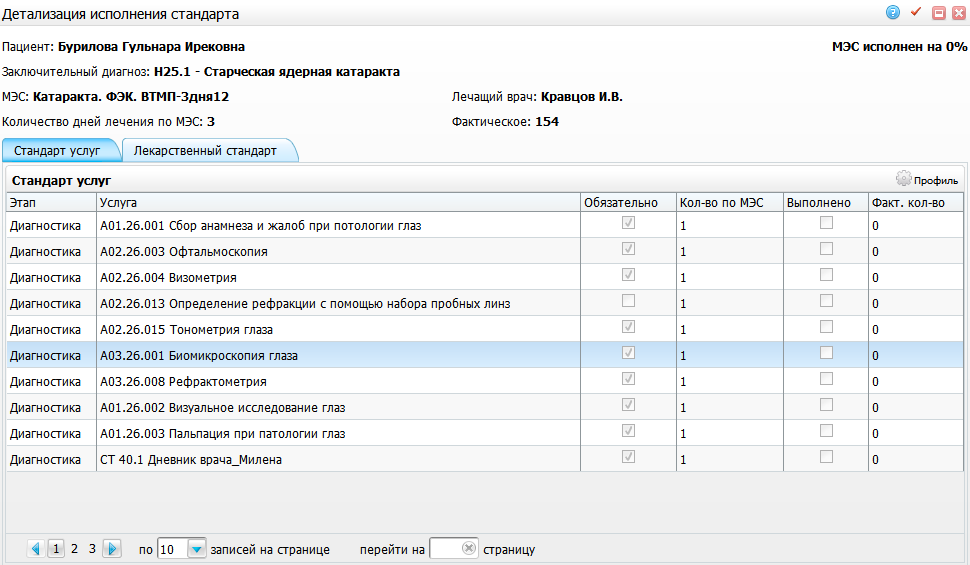 Детализация исполнения стандарта
Пациент: Бурилова Гульнара Ирековна МЭС исполнен на 0%
Заключительный диагноз: H25.1 - Старческая ядерная катаракта
МЭС: Катаракта. ФЭК. ВТМП-3дня12 Лечащий врач: Кравцов И.В.
Количество дней лечения по МЭС: 3 Фактическое: 154
Стандарт услуг Лекарственный стандарт
Стандарт услуг Профиль
Этап Услуга Обязательно Кол-во по МЭС Выполнено Факт. кол-во
Диагностика A01.26.001 Сбор анамнеза и жалоб при потологии глаз 1 0
Диагностика A02.26.003 Офтальмоскопия 1 0
Диагностика A02.26.004 Визометрия 1 0
Диагностика A02.26.013 Определение рефракции с помощью набора пробных линз 1 0
Диагностика A02.26.015 Тонометрия глаза 1 0
Диагностика A03.26.001 Биомикроскопия глаза 1 0
Диагностика A03.26.008 Рефрактометрия 1 0
Диагностика A01.26.002 Визуальное исследование глаз 1 0
Диагностика A01.26.003 Пальпация при патологии глаз 1 0
Диагностика СТ 40.1 Дневник врача_Милена 1 0
1 2 3 по 10 записей на странице перейти на страницу